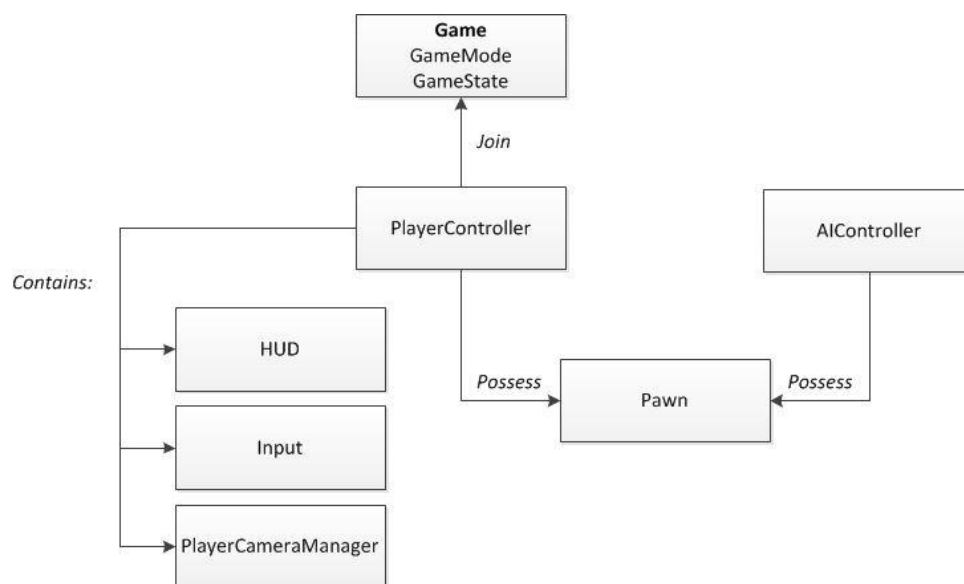 Game
GameMode
GameState
Join
PlayerController
AIController
Contains:
HUD
Possess
Pawn
Possess
Input
PlayerCameraManager